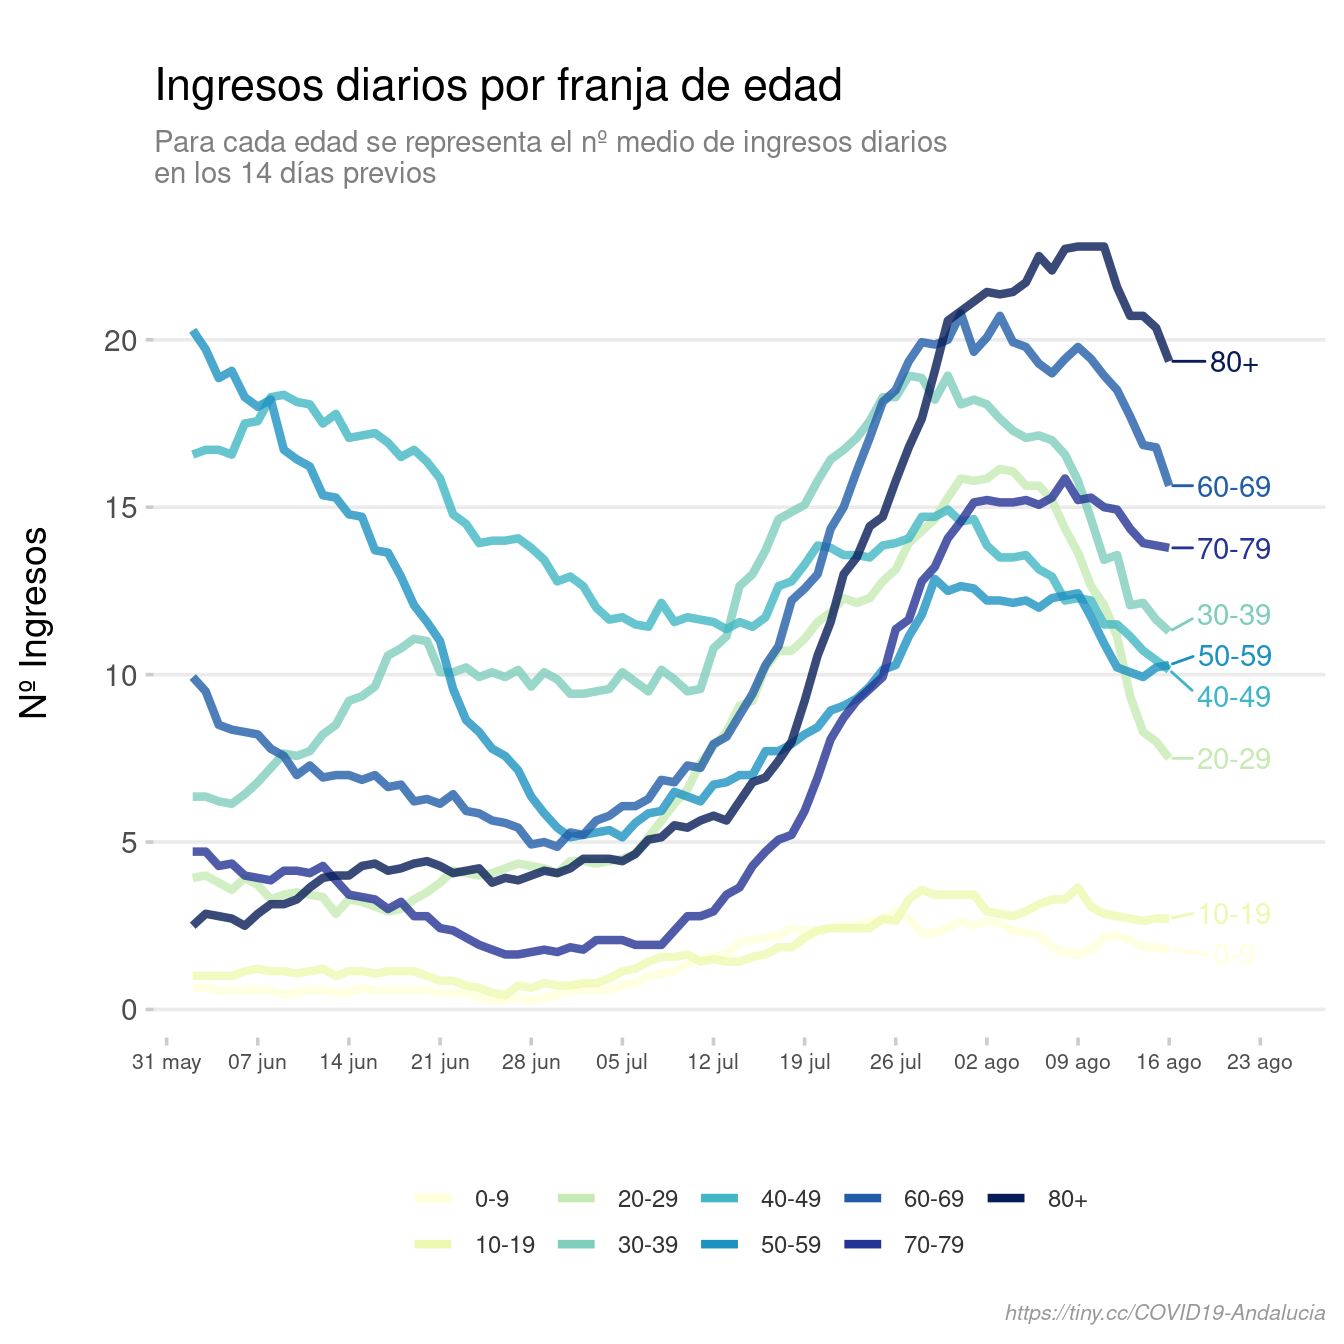 Ingresos diarios por franja de edad
Para cada edad se representa el nº medio de ingresos diarios
en los 14 días previos
Nº Ingresos
20
15
10
5
0
80+
60-69
70-79
30-39
50-59
40-49
20-29
10-19
0-9
31 may 07 jun 14 jun 21 jun 28 jun 05 jul 12 jul 19 jul 26 jul 02 ago 09 ago 16 ago 23 ago
0-9 20-29 40-49 60-69 80+
10-19 30-39 50-59 70-79
https://tiny.cc/COVID19-Andalucia